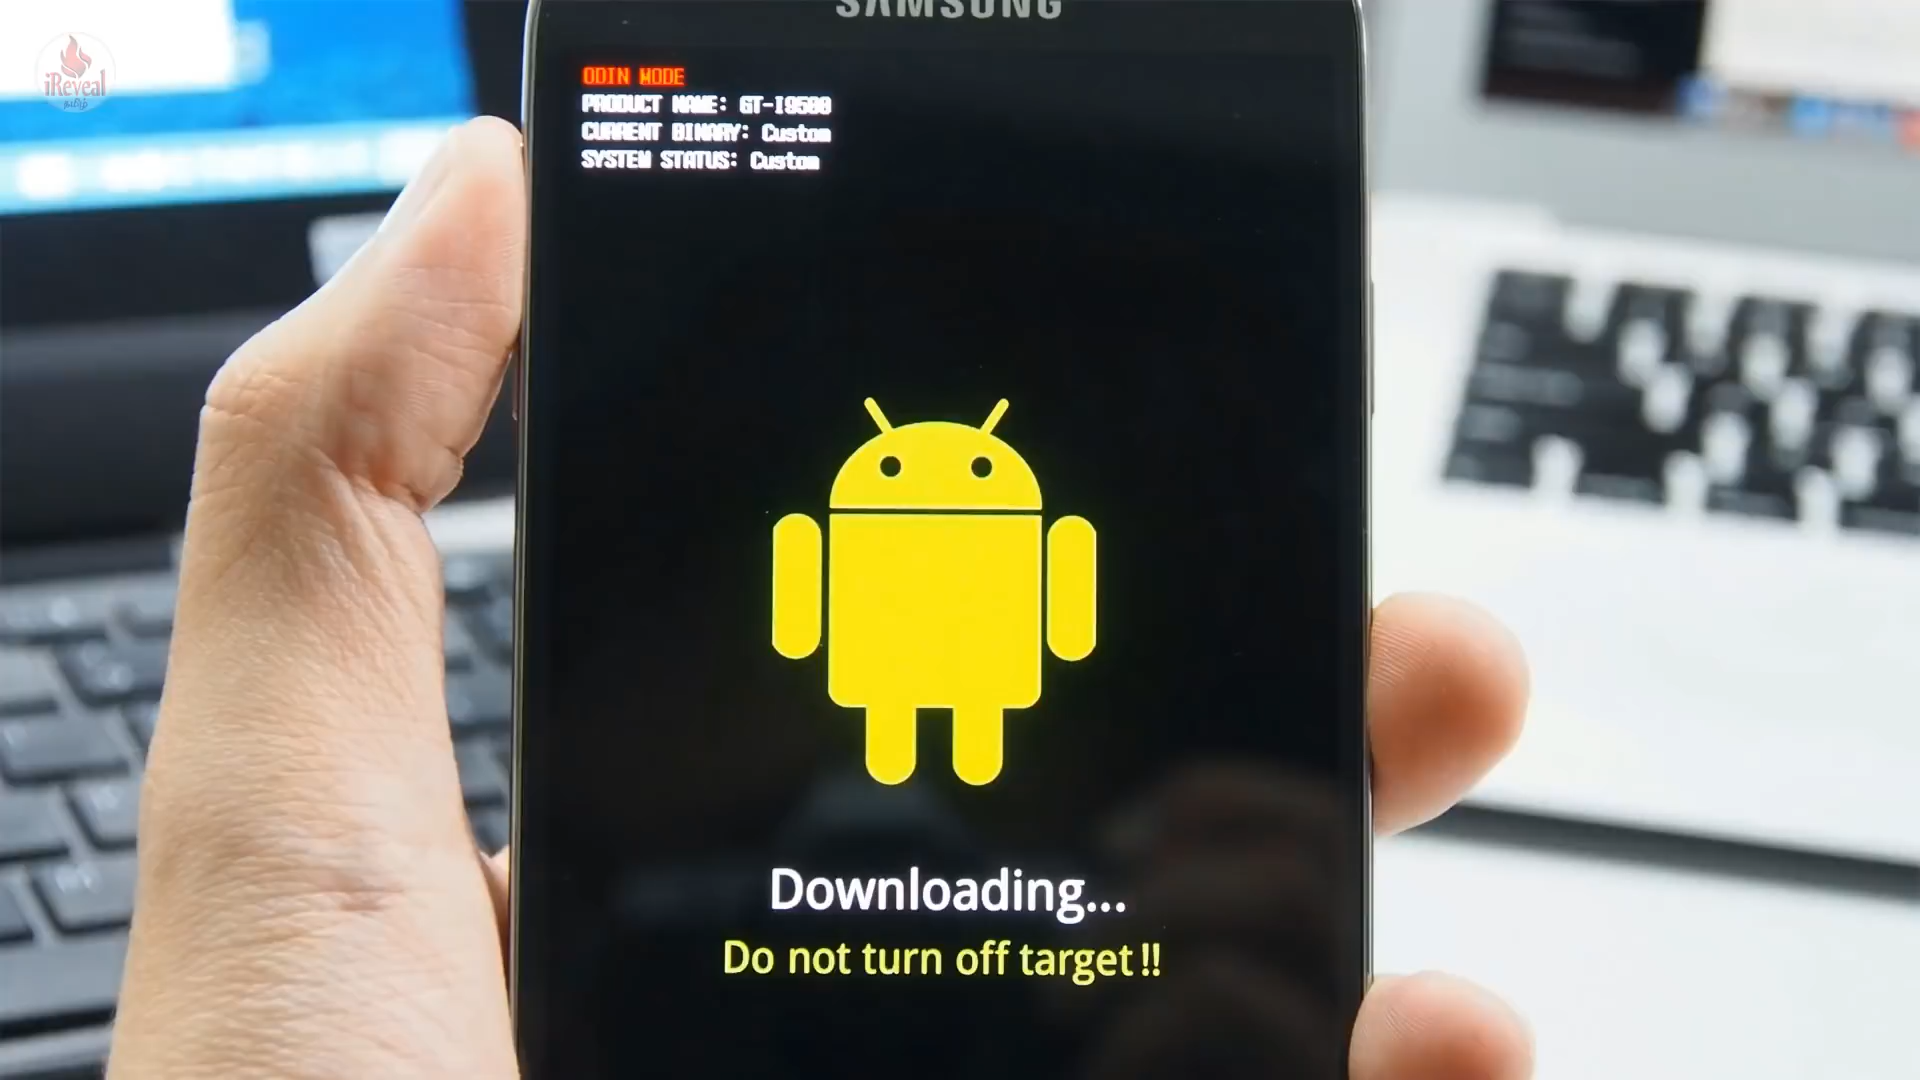 SAMSUNG
iReveal
தமிழ்
ODIN MODE
PRODUCT NAME: GT-I9500
CURRENT BINARY: Custom
SYSTEM STATUS: Custom
Downloading...
Do not turn off target!!